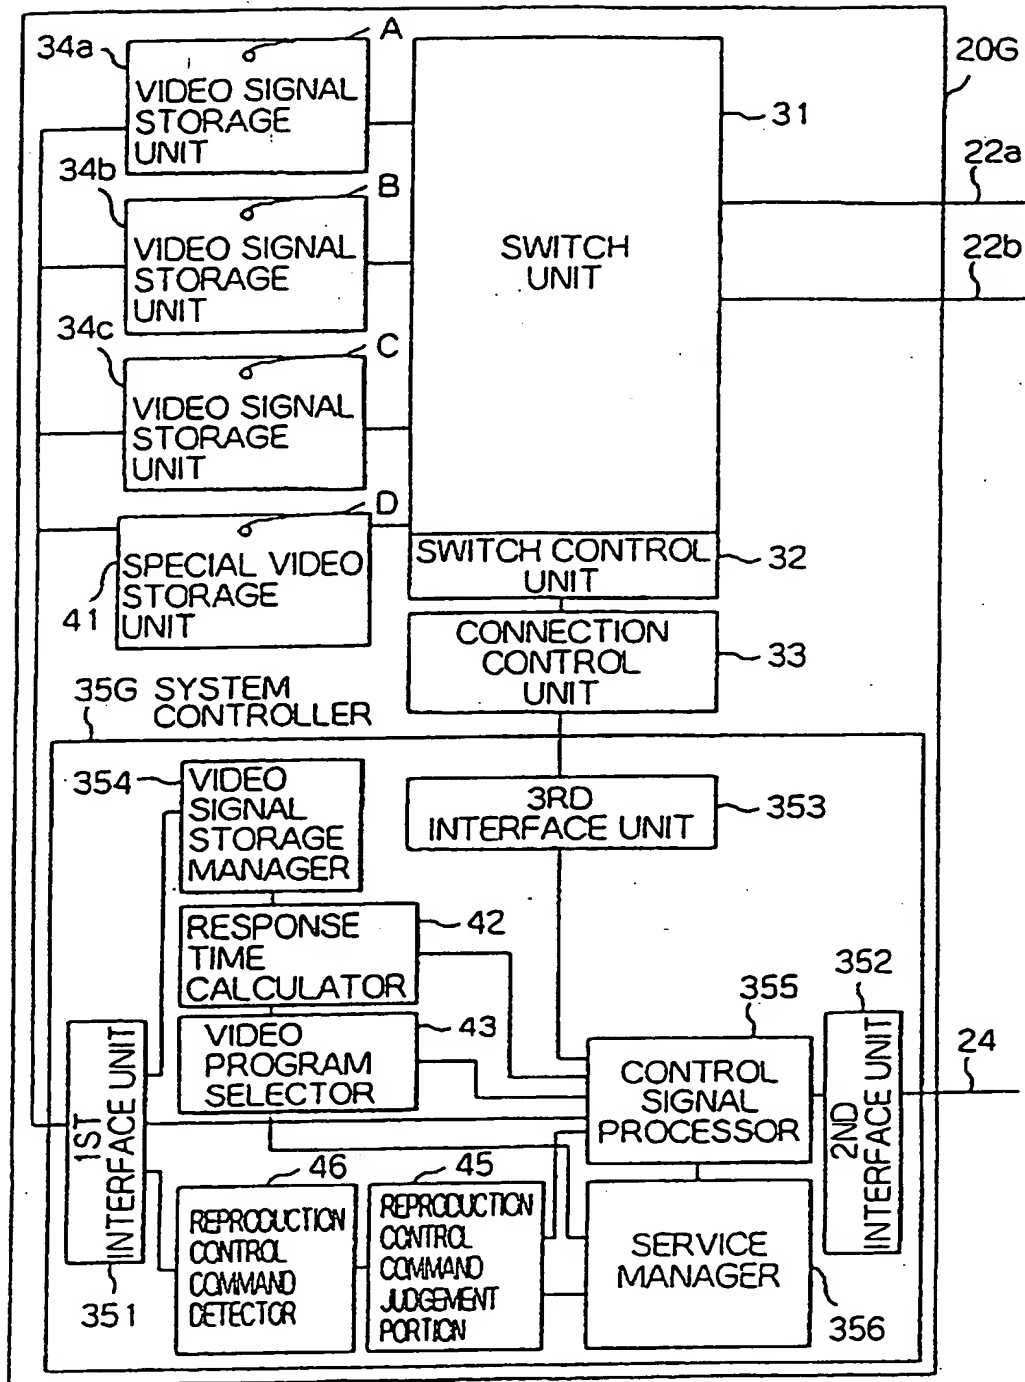 34a
A
20G
VIDEO SIGNAL
STORAGE
UNIT
31
22a
34b
B
VIDEO SIGNAL
STORAGE
UNIT
SWITCH
UNIT
22b
34c
C
VIDEO SIGNAL
STORAGE
UNIT
D
SPECIAL VIDEO
STORAGE
UNIT
41
SWITCH CONTROL
UNIT
32
CONNECTION
CONTROL
UNIT
33
35G SYSTEM
CONTROLLER
354
VIDEO
SIGNAL
STORAGE
MANAGER
3RD
INTERFACE UNIT
353
RESPONSE
TIME
CALCULATOR
42
VIDEO
PROGRAM
SELECTOR
43
355
352
CONTROL
SIGNAL
PROCESSOR
2ND
INTERFACE UNIT
24
1ST
INTERFACE UNIT
351
46
REPRODUCTION
CONTROL
COMMAND
DETECTOR
45
REPRODUCTION
CONTROL
COMMAND
JUDGEMENT
PORTION
SERVICE
MANAGER
356